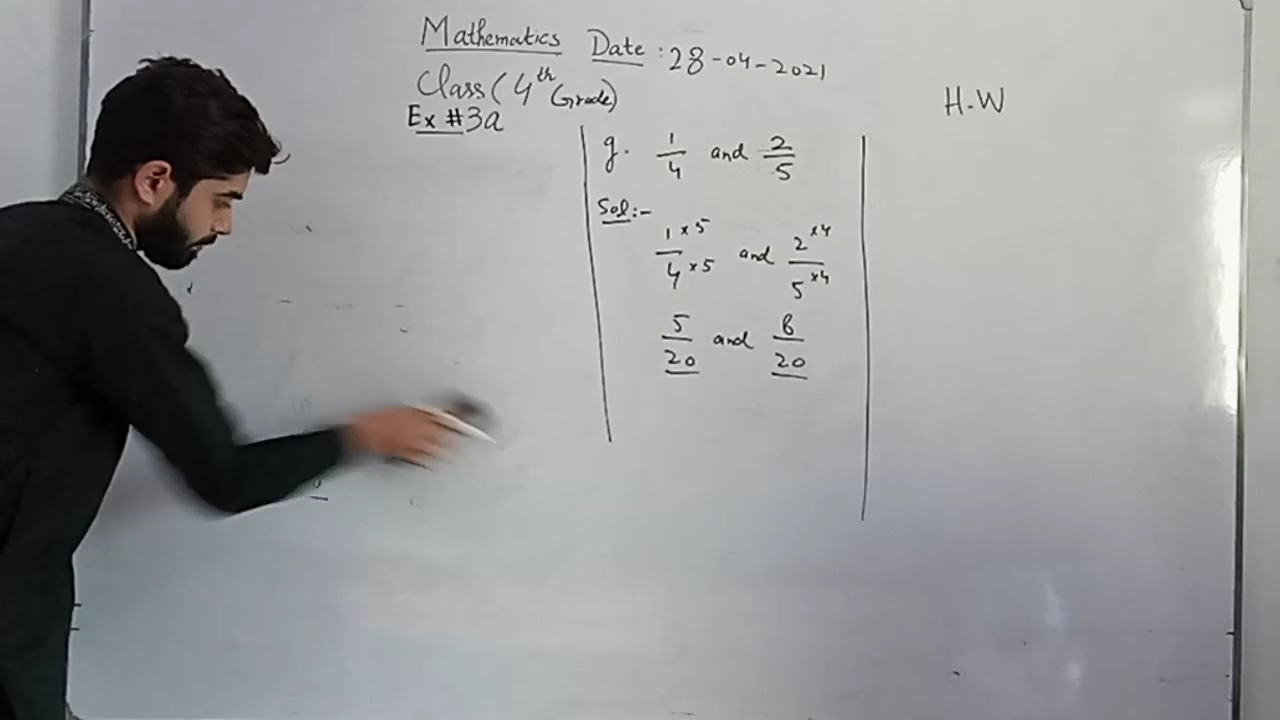 Mathematics Date : 28-04-2021
Class (4th Grade)
Ex #3a
H.W
g. 1/4 and 2/5
Sol:-
1×5/4×5 and 2×4/5×4
5/20 and 8/20